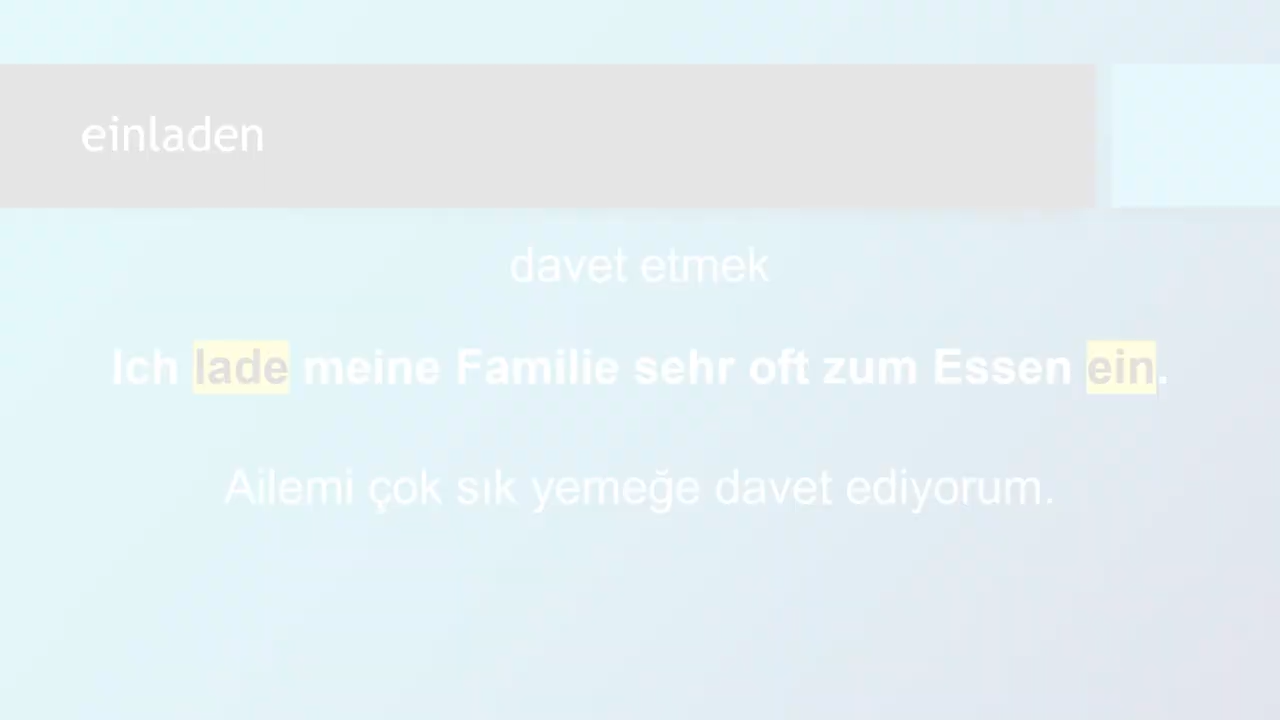 einladen
davet etmek
Ich lade meine Familie sehr oft zum Essen ein.
Ailemi çok sık yemeğe davet ediyorum.